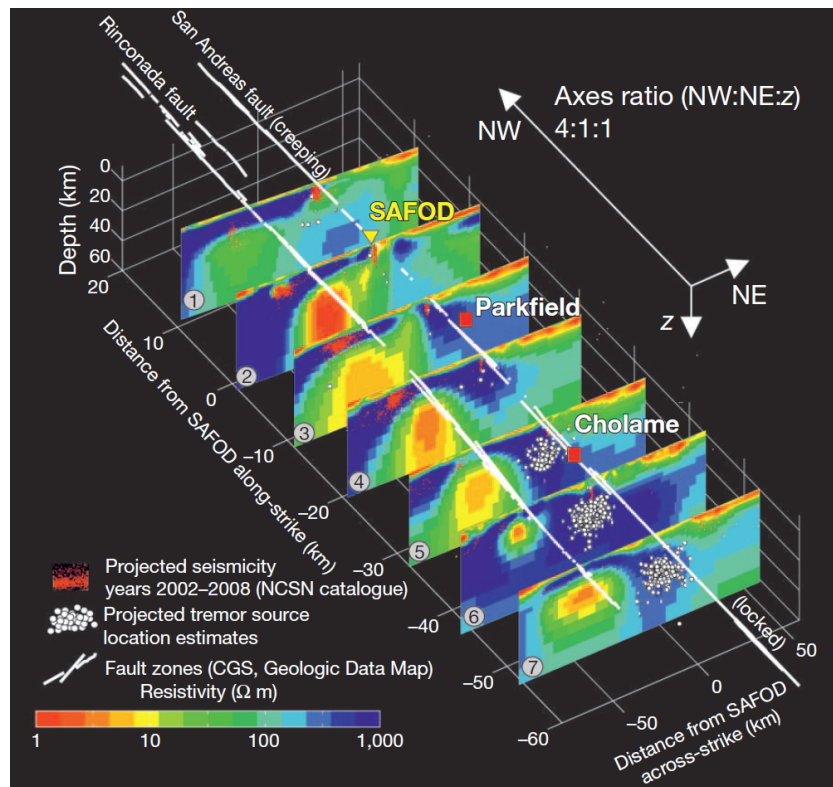 Rinconada fault
San Andreas fault (creeping)
Axes ratio (NW:NE:z)
4:1:1
NW
NE
z
SAFOD
Parkfield
Cholame
(locked)
Depth (km)
0
20
40
60
20
10
0
–10
–20
–30
–40
–50
–60
Distance from SAFOD along-strike (km)
–50
0
50
Distance from SAFOD
across-strike (km)
1
2
3
4
5
6
7
Projected seismicity
years 2002–2008 (NCSN catalogue)
Projected tremor source
location estimates
Fault zones (CGS, Geologic Data Map)
Resistivity (Ω m)
1 10 100 1,000